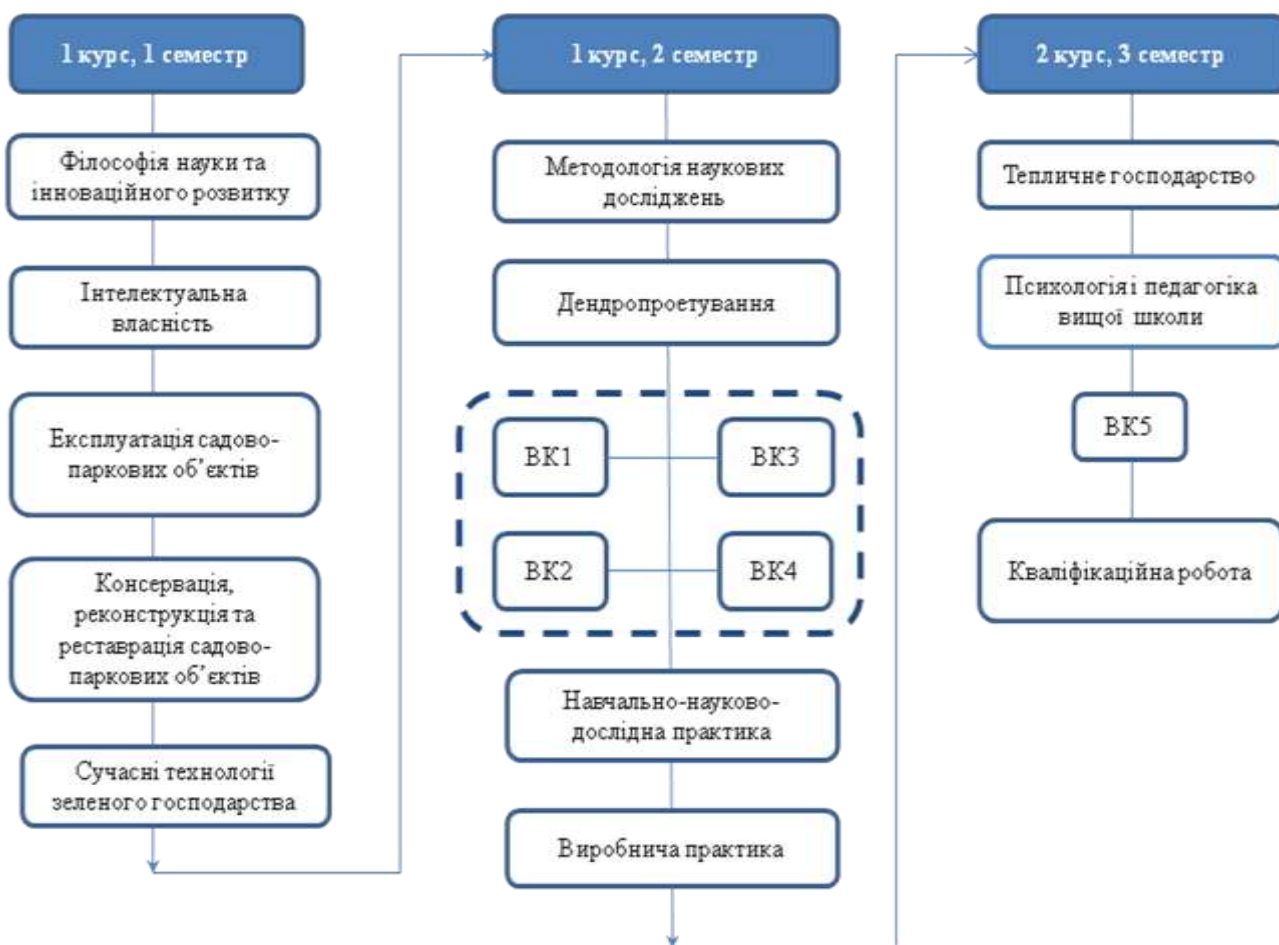 1 курс, 1 семестр
Філософія науки та
інноваційного розвитку
Інтелектуальна
власність
Експлуатація садово-
паркових об’єктів
Консервація,
реконструкція та
реставрація садово-
паркових об’єктів
Сучасні технології
зеленого господарства
1 курс, 2 семестр
Методологія наукових
досліджень
Дендропроетування
ВК1
ВК3
ВК2
ВК4
Навчально-науково-
дослідна практика
Виробнича практика
2 курс, 3 семестр
Тепличне господарство
Психологія і педагогіка
вищої школи
ВК5
Кваліфікаційна робота